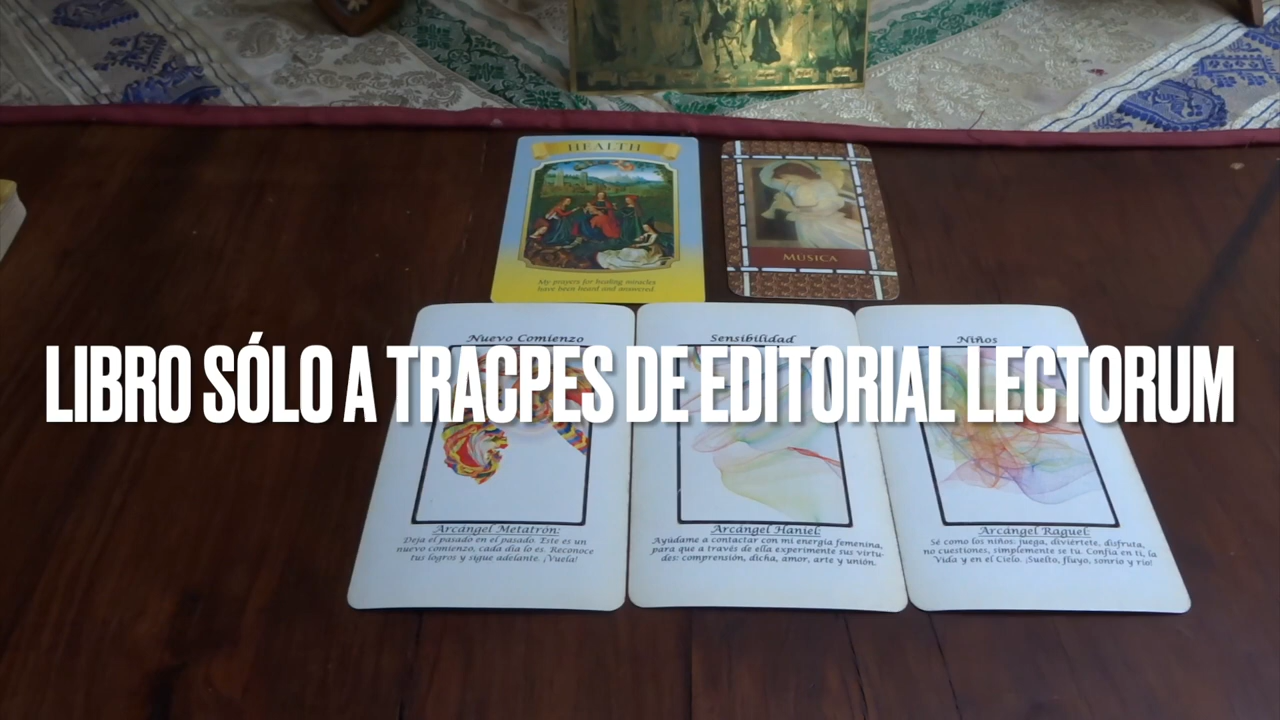 HEALTH
My prayers for healing miracles
have been heard and answered.
MUSICA
LIBRO SÓLO A TRACPES DE EDITORIAL LECTORUM
Nuevo Comienzo
Arcángel Metatrón:
Deja el pasado en el pasado. Este es un
nuevo comienzo, cada día lo es. Reconoce
tus logros y sigue adelante. ¡Vuela!
Sensibilidad
Arcángel Haniel:
Ayúdame a contactar con mi energía femenina,
para que a través de ella experimente sus virtu-
des: comprensión, dicha, amor, arte y unión.
Niños
Arcángel Raguel:
Sé como los niños: juega, diviértete, disfruta,
no cuestiones, simplemente se tú. Confía en ti, la
Vida y en el Cielo. ¡Suelto, fluyo, sonrío y río!